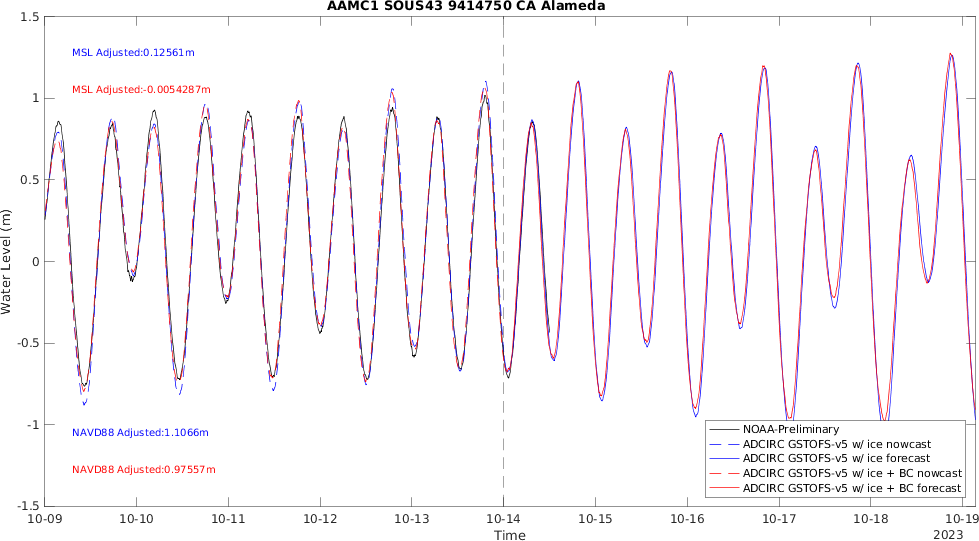 AAMC1 SOUS43 9414750 CA Alameda
1.5
MSL Adjusted:0.12561m
MSL Adjusted:-0.0054287m
1
0.5
Water Level (m)
0
-0.5
-1
NAVD88 Adjusted:1.1066m
NAVD88 Adjusted:0.97557m
NOAA-Preliminary
ADCIRC GSTOFS-v5 w/ ice nowcast
ADCIRC GSTOFS-v5 w/ ice forecast
ADCIRC GSTOFS-v5 w/ ice + BC nowcast
ADCIRC GSTOFS-v5 w/ ice + BC forecast
-1.5
10-09 10-10 10-11 10-12 10-13 10-14 10-15 10-16 10-17 10-18 10-19
Time
2023